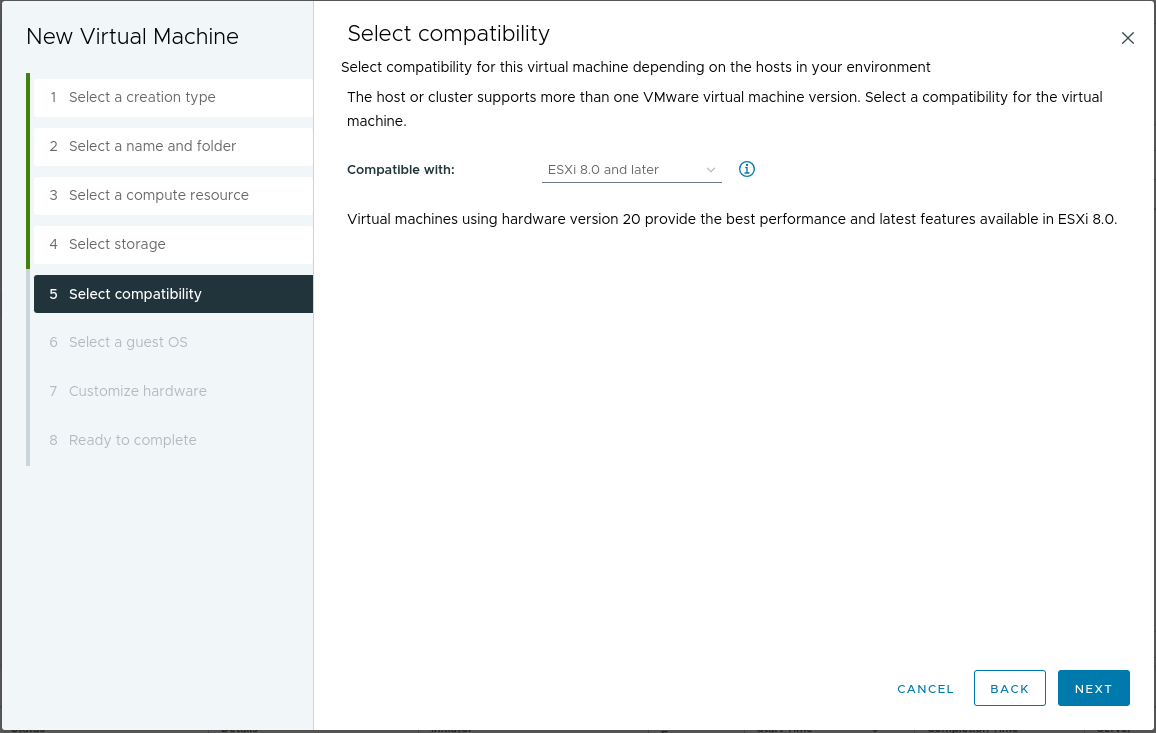 New Virtual Machine
1 Select a creation type
2 Select a name and folder
3 Select a compute resource
4 Select storage
5 Select compatibility
6 Select a guest OS
7 Customize hardware
8 Ready to complete
Select compatibility
Select compatibility for this virtual machine depending on the hosts in your environment
The host or cluster supports more than one VMware virtual machine version. Select a compatibility for the virtual
machine.
Compatible with: ESXi 8.0 and later
Virtual machines using hardware version 20 provide the best performance and latest features available in ESXi 8.0.
CANCEL BACK NEXT